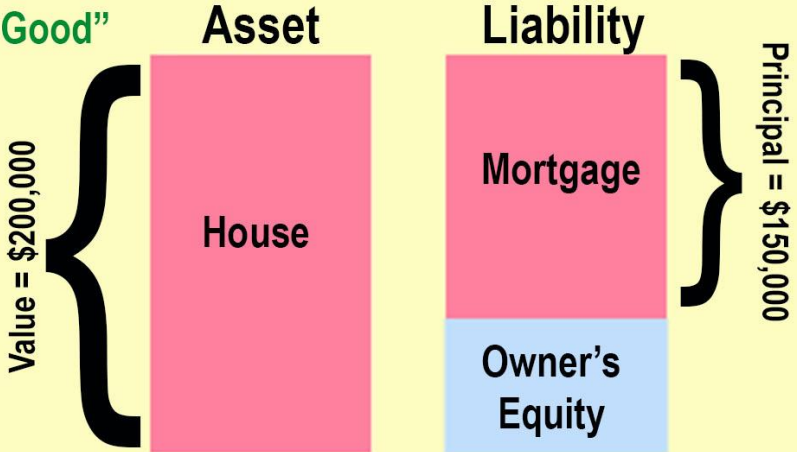 Good”
Asset
Liability
Value = $200,000
House
Mortgage
Principal = $150,000
Owner’s
Equity